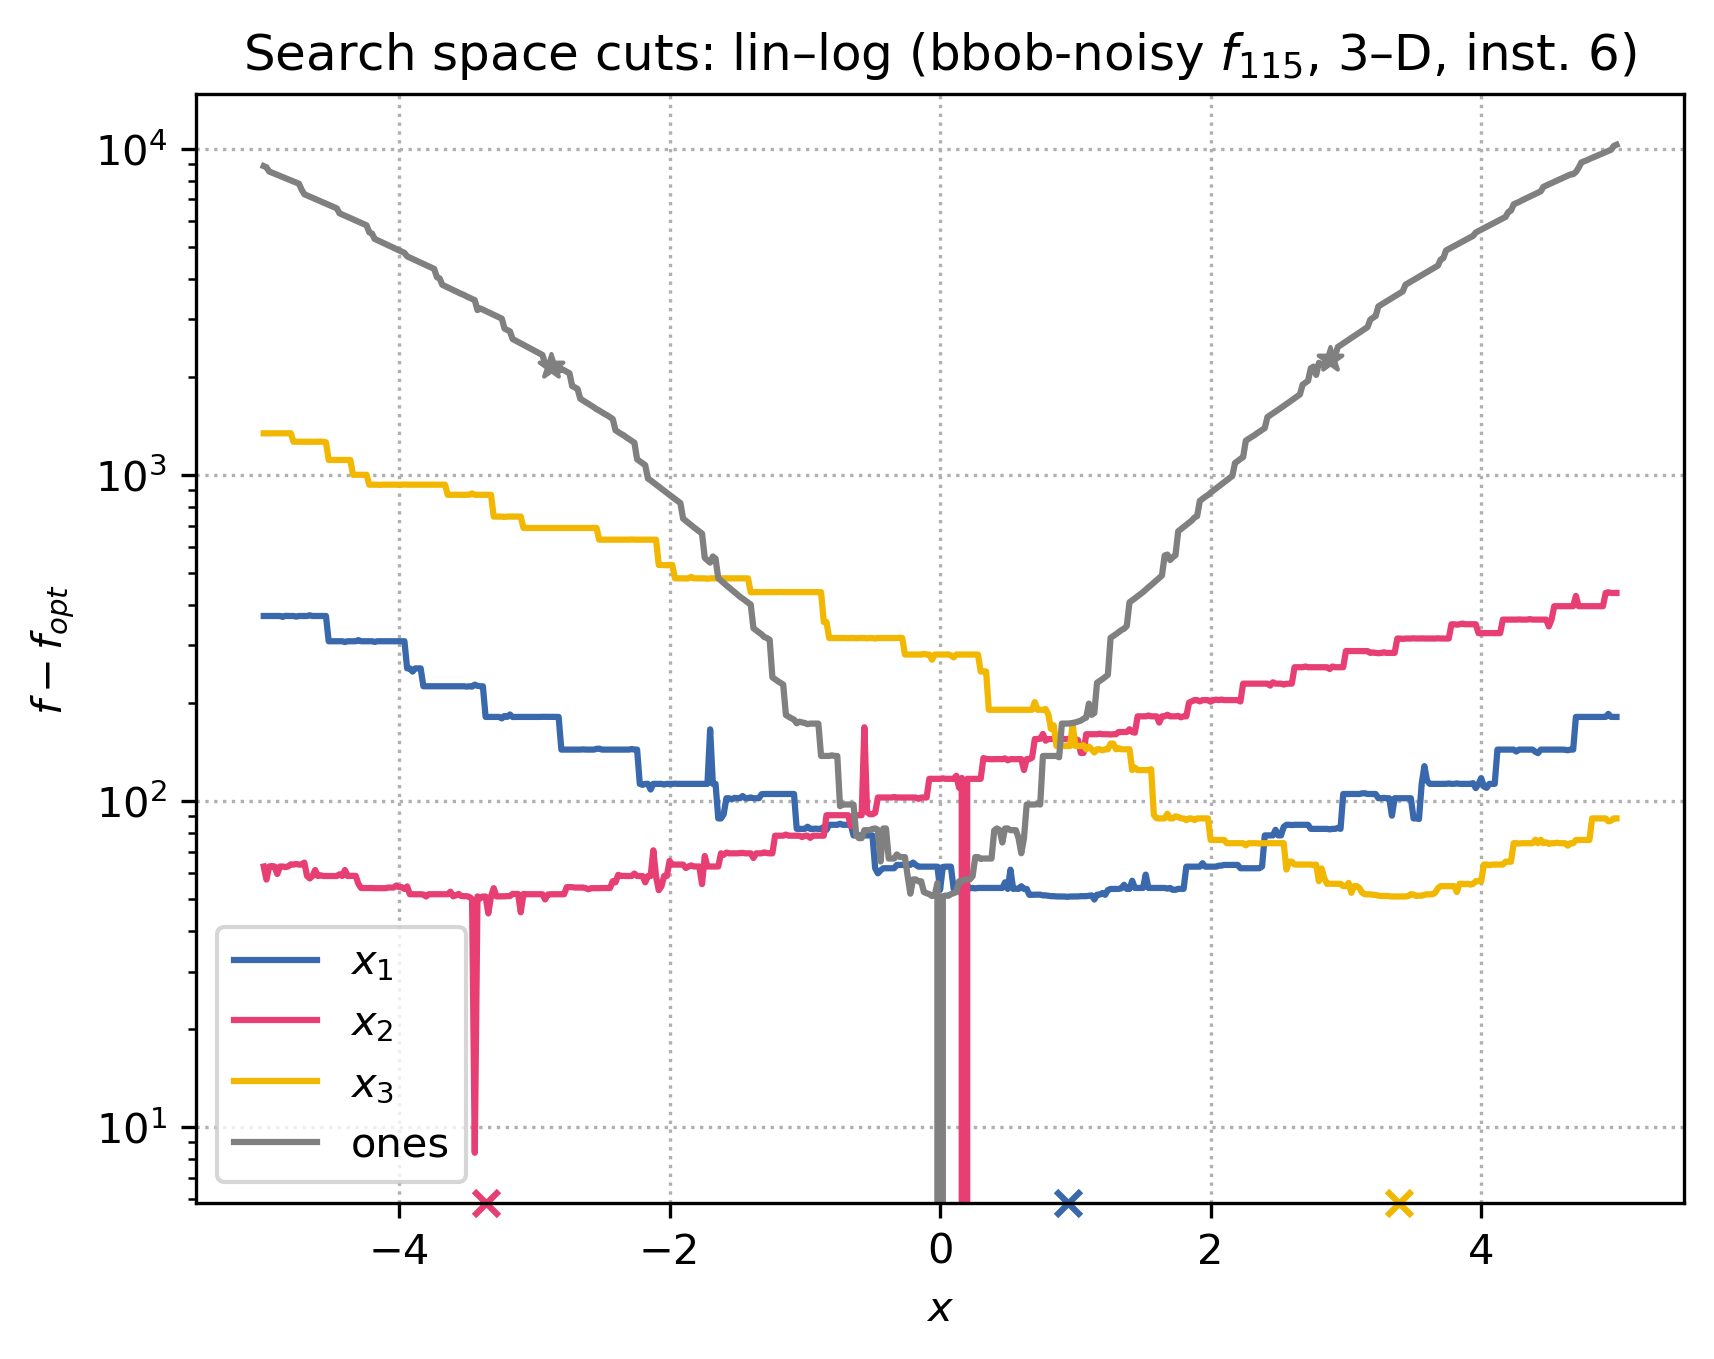 Search space cuts: lin–log (bbob-noisy f₁₁₅, 3–D, inst. 6)
10⁴
10³
10²
10¹
f − f_opt
x₁
x₂
x₃
ones
−4
−2
0
2
4
x